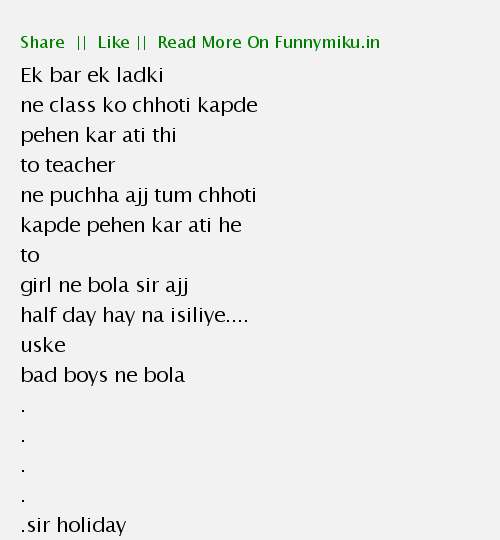 Share || Like || Read More On Funnymiku.in
Ek bar ek ladki
ne class ko chhoti kapde
pehen kar ati thi
to teacher
ne puchha ajj tum chhoti
kapde pehen kar ati he
to
girl ne bola sir ajj
half day hay na isiliye....
uske
bad boys ne bola
.
.
.
.
.sir holiday